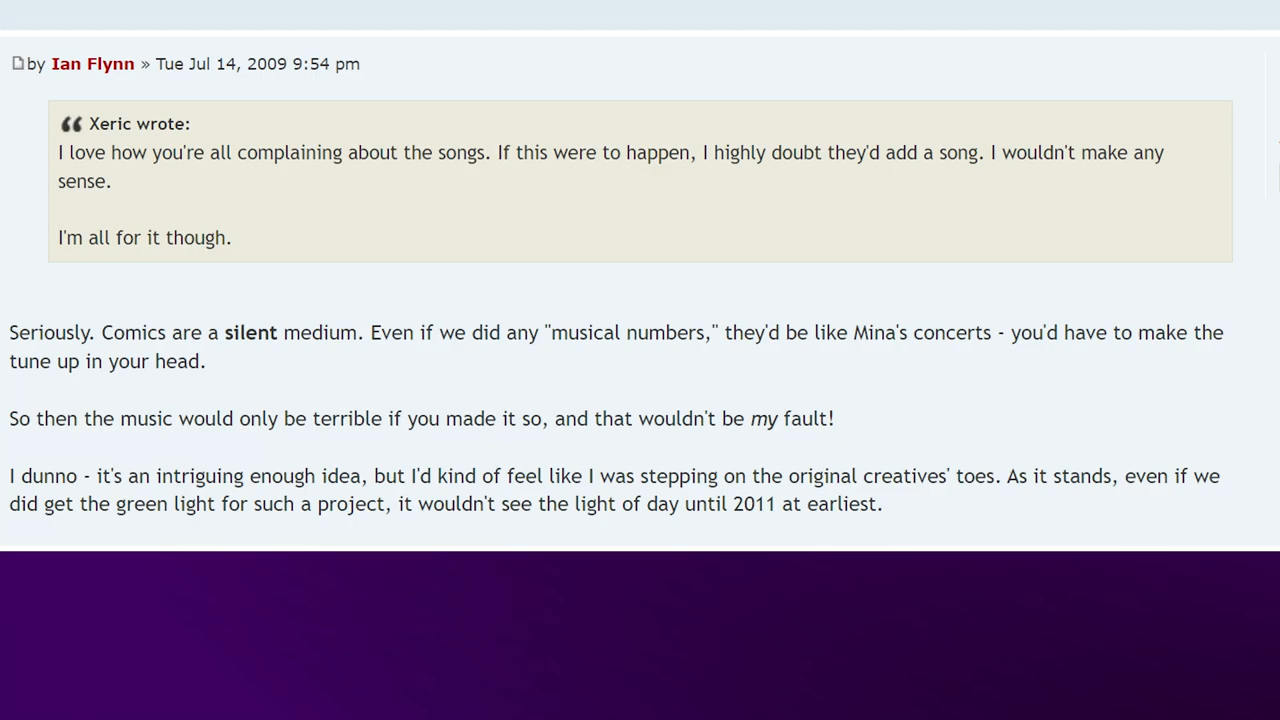 by Ian Flynn » Tue Jul 14, 2009 9:54 pm
Xeric wrote:
I love how you're all complaining about the songs. If this were to happen, I highly doubt they'd add a song. I wouldn't make any
sense.
I'm all for it though.
Seriously. Comics are a silent medium. Even if we did any "musical numbers," they'd be like Mina's concerts - you'd have to make the
tune up in your head.
So then the music would only be terrible if you made it so, and that wouldn't be my fault!
I dunno - it's an intriguing enough idea, but I'd kind of feel like I was stepping on the original creatives' toes. As it stands, even if we
did get the green light for such a project, it wouldn't see the light of day until 2011 at earliest.